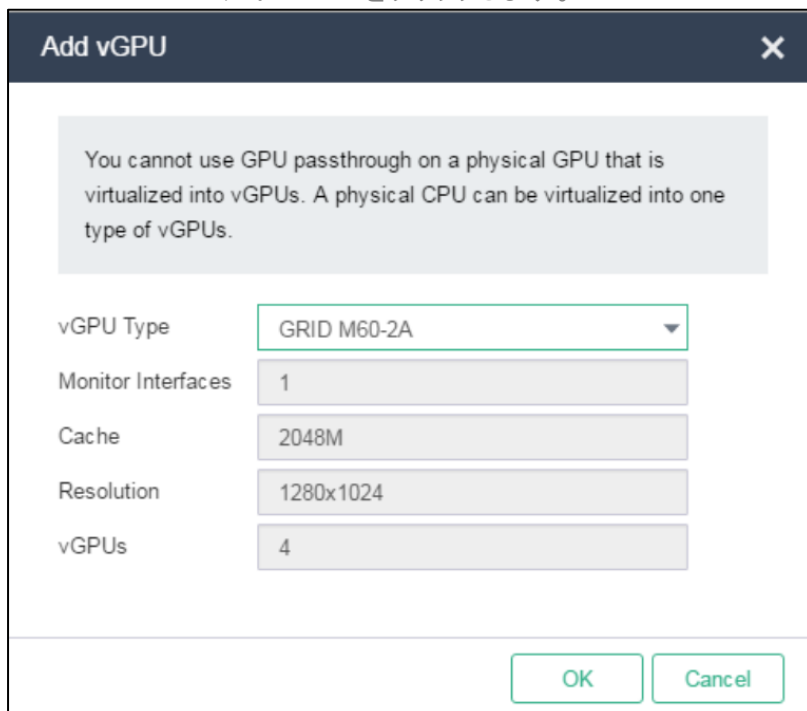 Add vGPU
You cannot use GPU passthrough on a physical GPU that is
virtualized into vGPUs. A physical CPU can be virtualized into one
type of vGPUs.
vGPU Type
GRID M60-2A
Monitor Interfaces
1
Cache
2048M
Resolution
1280x1024
vGPUs
4
OK
Cancel